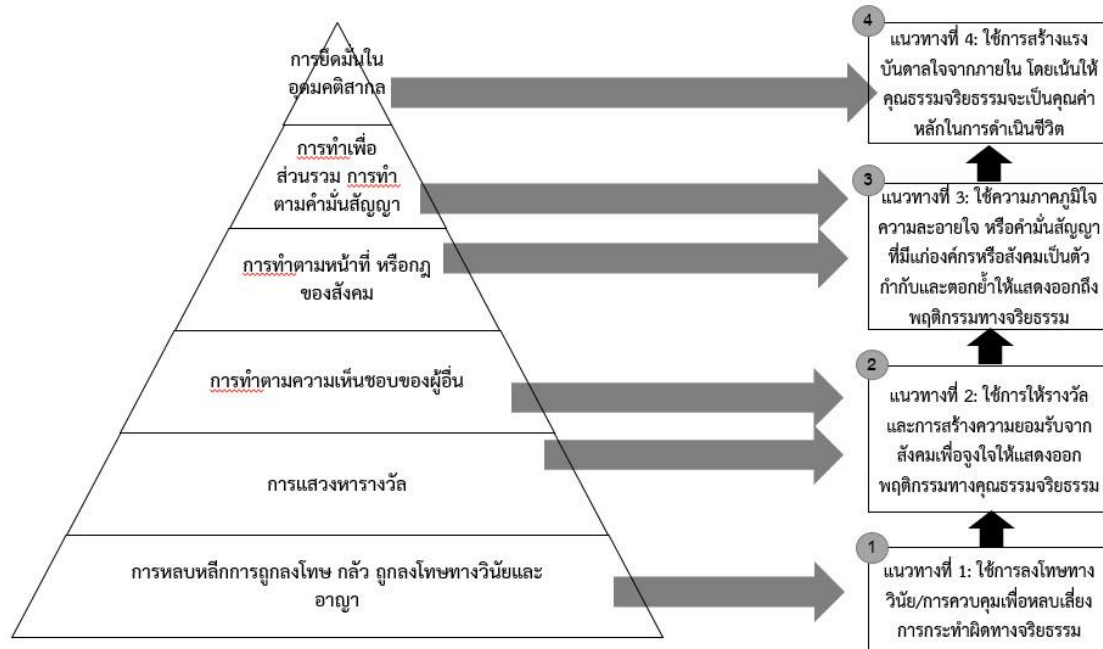 การยึดมั่นใน
อุดมคติสากล
การทำเพื่อ
ส่วนรวม การทำ
ตามคำมั่นสัญญา
การทำตามหน้าที่ หรือกฎ
ของสังคม
การทำตามความเห็นชอบของผู้อื่น
การแสวงหารางวัล
การหลบหลีกการถูกลงโทษ กลัว ถูกลงโทษทางวินัยและ
อาญา
4
แนวทางที่ 4: ใช้การสร้างแรง
บันดาลใจจากภายใน โดยเน้นให้
คุณธรรมจริยธรรมจะเป็นคุณค่า
หลักในการดำเนินชีวิต
3
แนวทางที่ 3: ใช้ความภาคภูมิใจ
ความละอายใจ หรือคำมั่นสัญญา
ที่มีแก่องค์กรหรือสังคมเป็นตัว
กำกับและตอกย้ำให้แสดงออกถึง
พฤติกรรมทางจริยธรรม
2
แนวทางที่ 2: ใช้การให้รางวัล
และการสร้างความยอมรับจาก
สังคมเพื่อจูงใจให้แสดงออก
พฤติกรรมทางคุณธรรมจริยธรรม
1
แนวทางที่ 1: ใช้การลงโทษทาง
วินัย/การควบคุมเพื่อหลบเลี่ยง
การกระทำผิดทางจริยธรรม